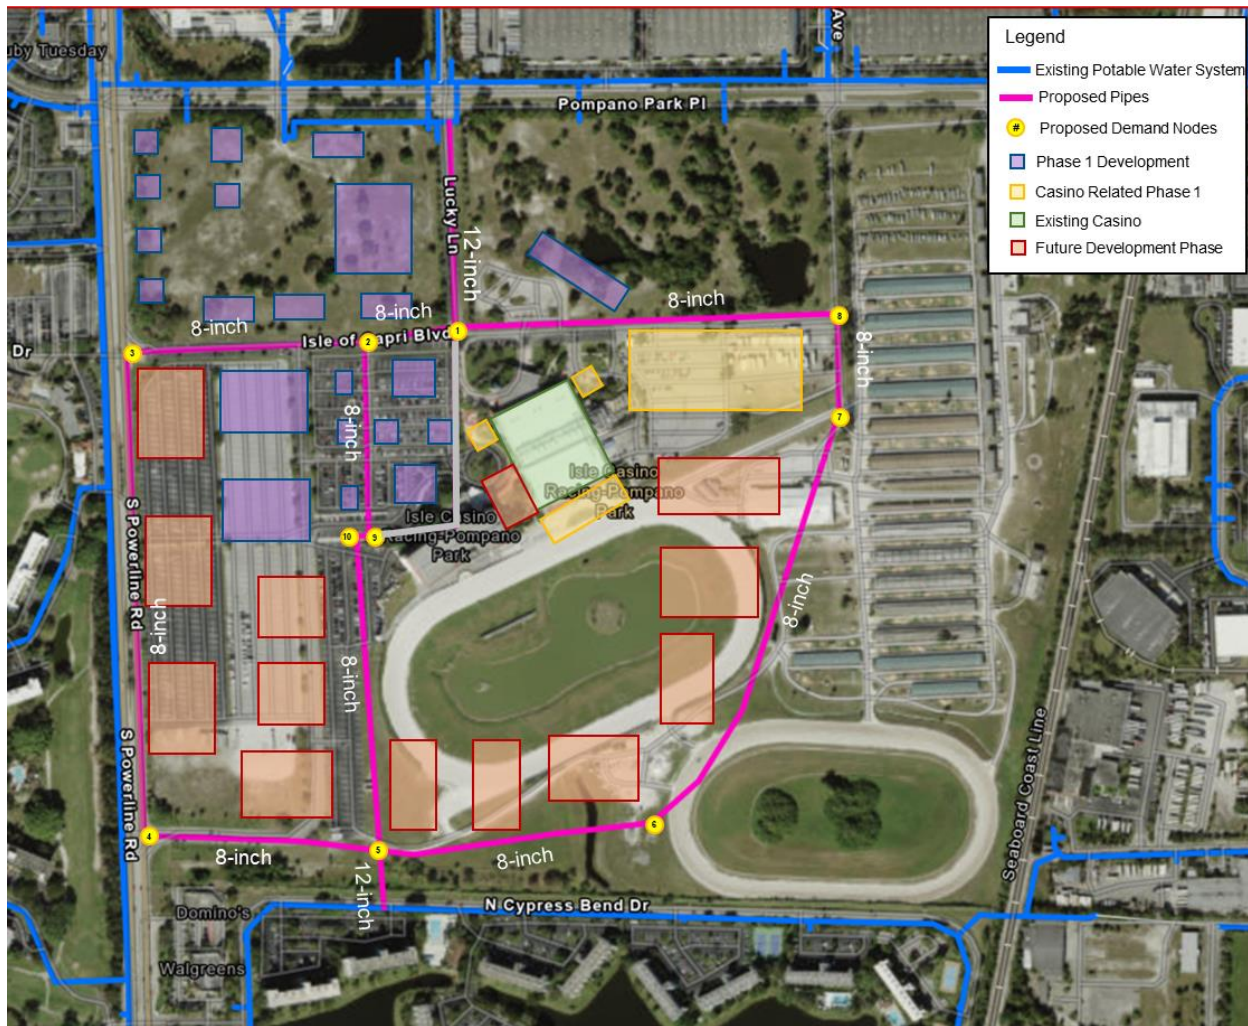 uby Tuesday
Ave
Legend
Existing Potable Water System
Proposed Pipes
# Proposed Demand Nodes
Phase 1 Development
Casino Related Phase 1
Existing Casino
Future Development Phase
Pompano Park Pl
Lucky Ln
12-inch
8-inch
8-inch
8-inch
Isle of Capri Blvd
1
2
3
8
Dr
8-inch
8-inch
7
Isle Casino
Racing-Pompano
Park
Isle Casino
Racing-Pompano
Park
10
9
S Powerline Rd
8-inch
8-inch
8-inch
S Powerline Rd
4
5
6
8-inch
8-inch
12-inch
Seaboard Coast Line
N Cypress Bend Dr
Domino's
Walgreens